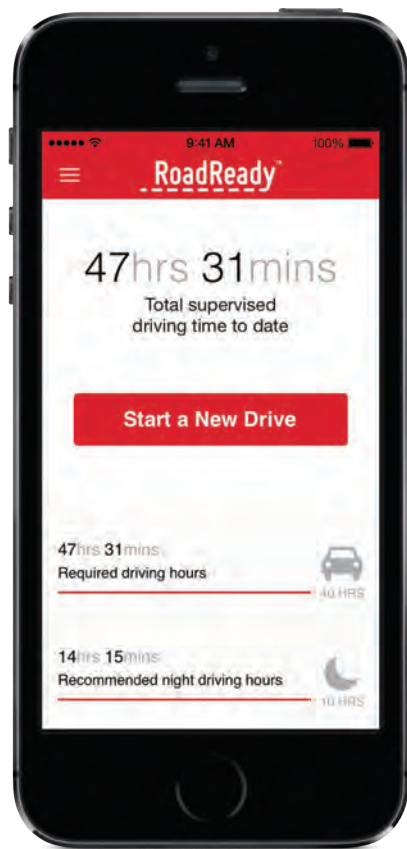 9:41 AM 100%
RoadReady™
47hrs 31mins
Total supervised
driving time to date
Start a New Drive
47hrs 31mins
Required driving hours
40 HRS
14hrs 15mins
Recommended night driving hours
10 HRS